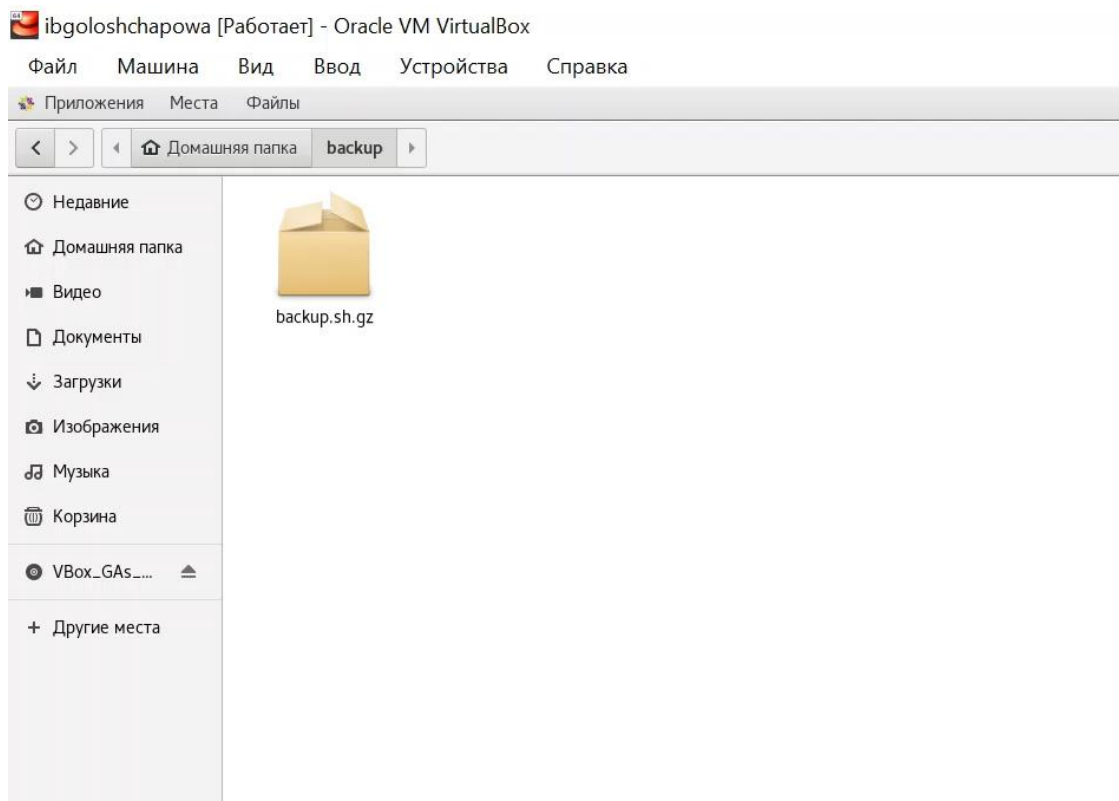 ibgoloshchapowa [Работает] - Oracle VM VirtualBox
Файл Машина Вид Ввод Устройства Справка
Приложения Места Файлы
Домашняя папка backup
Недавние
Домашняя папка
Видео
Документы
Загрузки
Изображения
Музыка
Корзина
VBox_GAs_...
+ Другие места
backup.sh.gz